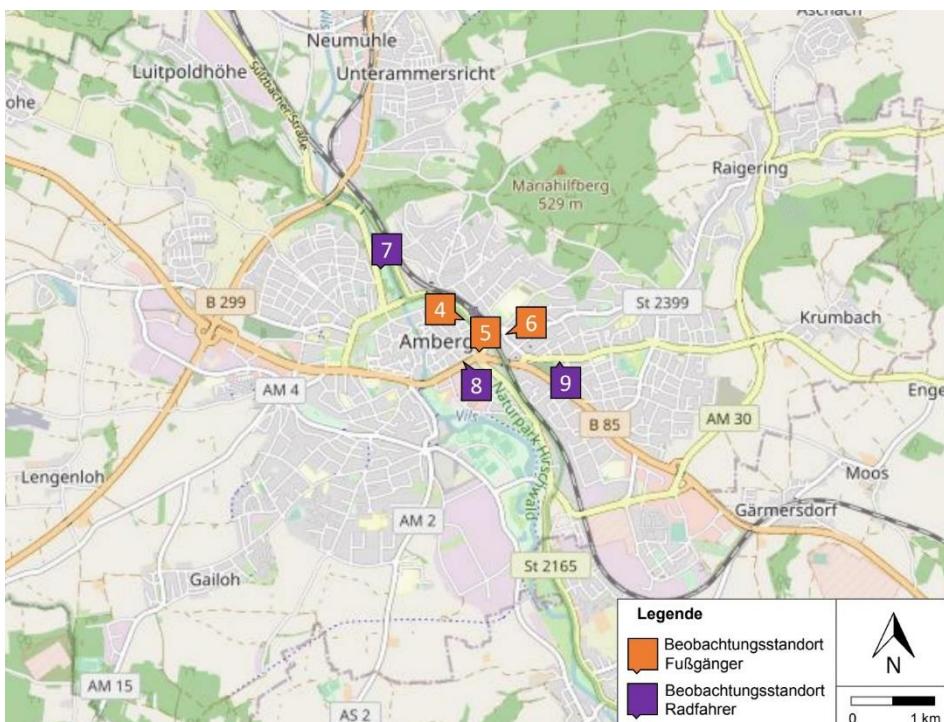 Aschach
Neumühle
Vils
Luitpoldhöhe
Unterammersricht
ohe
Sulzbacher Straße
Raigering
Mariahilfberg
529 m
7
B 299
4
5
6
St 2399
Krumbach
Amberg
8
9
AM 4
Enge
Vils
Naturpark Hirschwald
B 85
AM 30
Lengenloh
Moos
AM 2
Gärmersdorf
St 2165
Gailoh
AM 15
AS 2
Legende
Beobachtungsstandort
Fußgänger
Beobachtungsstandort
Radfahrer
N
0 1 km